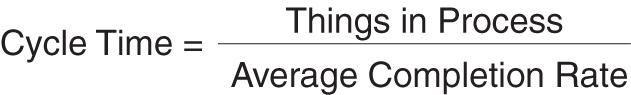 Cycle Time = Things in Process
Average Completion Rate